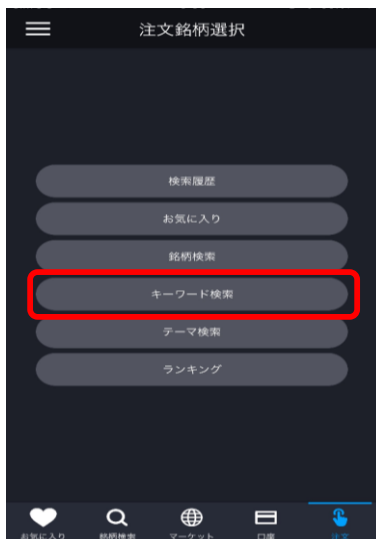 注文銘柄選択
検索履歴
お気に入り
銘柄検索
キーワード検索
テーマ検索
ランキング
お気に入り
銘柄検索
マーケット
口座
注文